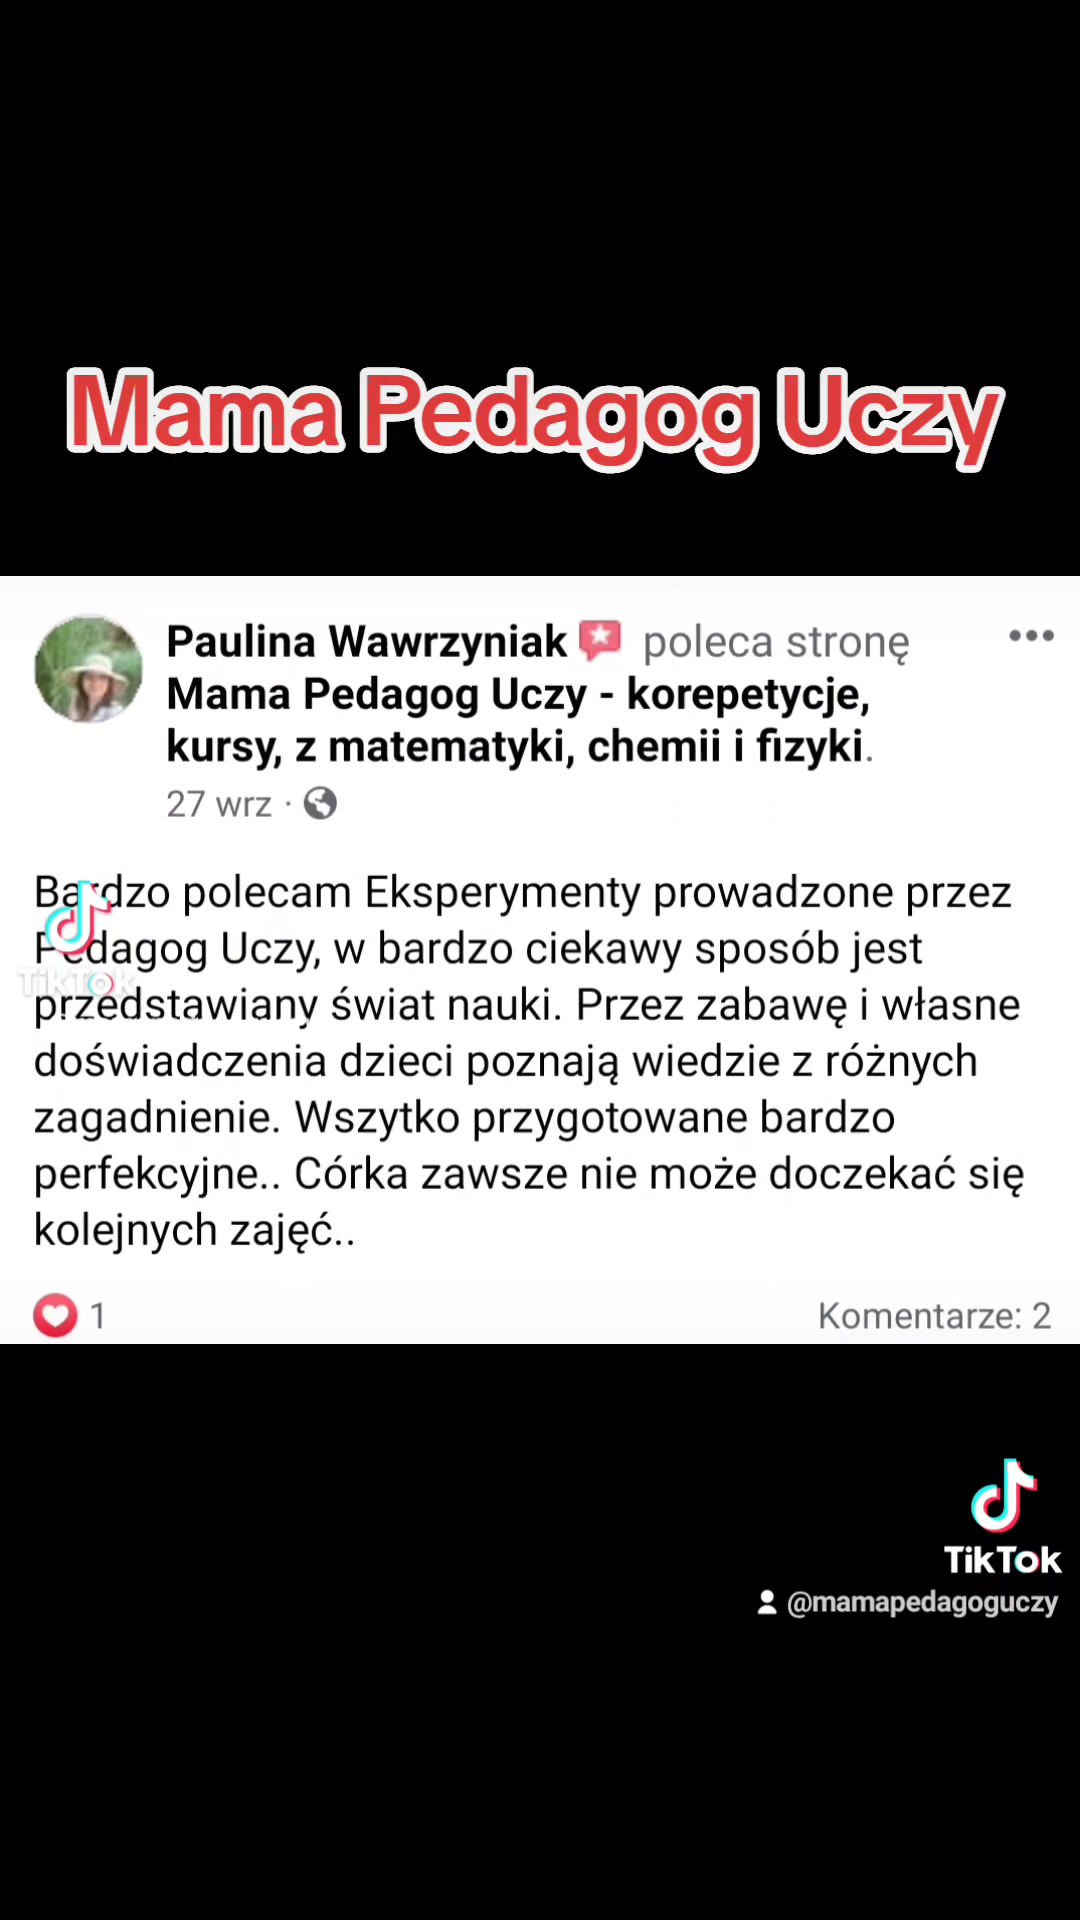 Mama Pedagog Uczy
Paulina Wawrzyniak poleca stronę
Mama Pedagog Uczy - korepetycje,
kursy, z matematyki, chemii i fizyki.
27 wrz ·
Bardzo polecam Eksperymenty prowadzone przez
Pedagog Uczy, w bardzo ciekawy sposób jest
TikTok
przedstawiany świat nauki. Przez zabawę i własne
doświadczenia dzieci poznają wiedzie z różnych
zagadnienie. Wszytko przygotowane bardzo
perfekcyjne.. Córka zawsze nie może doczekać się
kolejnych zajęć..
1 Komentarze: 2
TikTok
@mamapedagoguczy